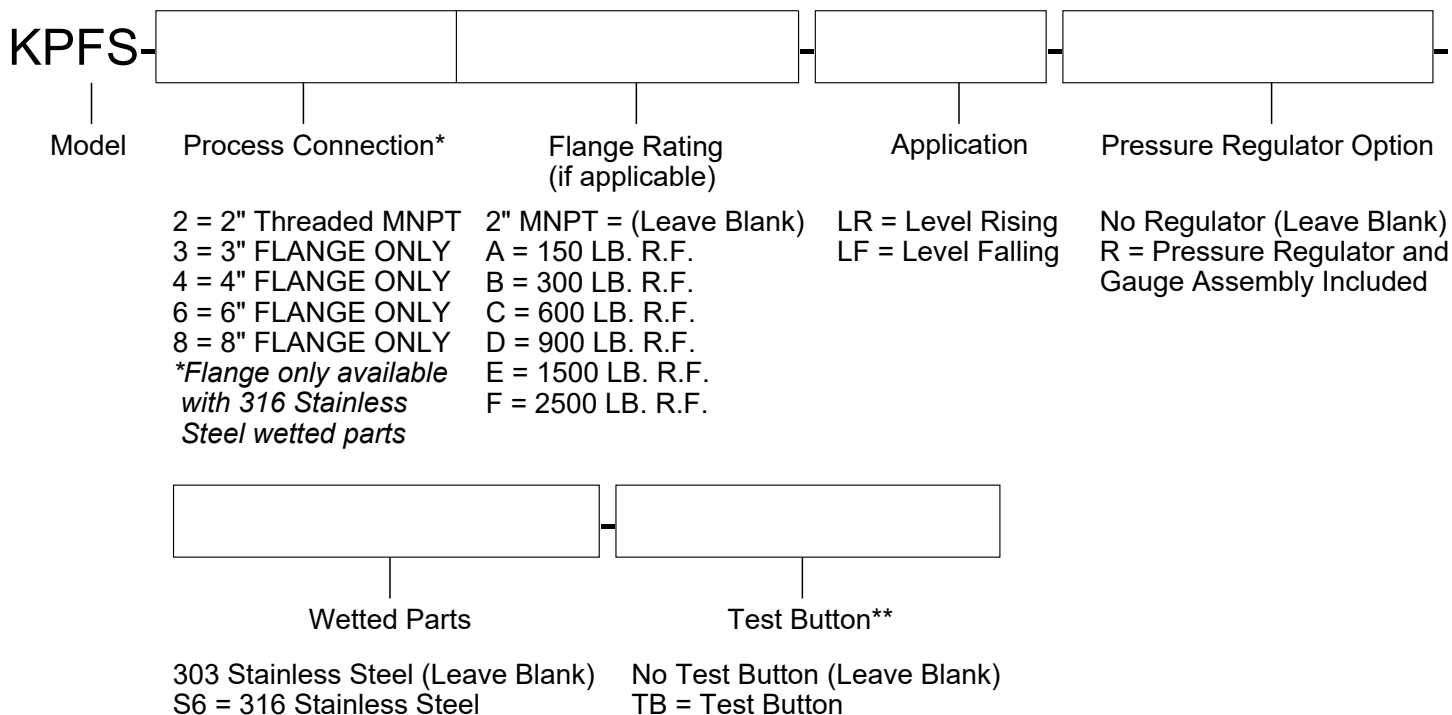 KPFS-
Model
Process Connection*
2 = 2" Threaded MNPT
3 = 3" FLANGE ONLY
4 = 4" FLANGE ONLY
6 = 6" FLANGE ONLY
8 = 8" FLANGE ONLY
*Flange only available
with 316 Stainless
Steel wetted parts
Flange Rating
(if applicable)
2" MNPT = (Leave Blank)
A = 150 LB. R.F.
B = 300 LB. R.F.
C = 600 LB. R.F.
D = 900 LB. R.F.
E = 1500 LB. R.F.
F = 2500 LB. R.F.
Application
LR = Level Rising
LF = Level Falling
Pressure Regulator Option
No Regulator (Leave Blank)
R = Pressure Regulator and
Gauge Assembly Included
Wetted Parts
303 Stainless Steel (Leave Blank)
S6 = 316 Stainless Steel
Test Button**
No Test Button (Leave Blank)
TB = Test Button